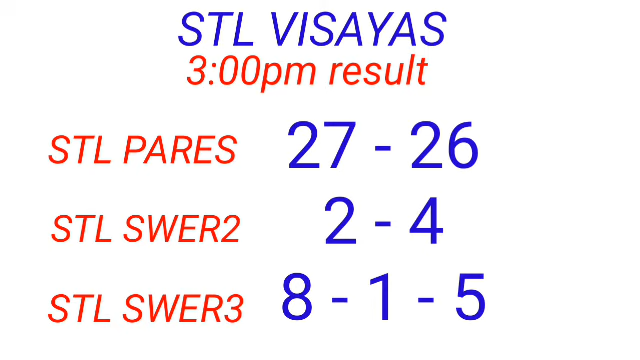 STL VISAYAS
3:00pm result
STL PARES 27 - 26
STL SWER2 2 - 4
STL SWER3 8 - 1 - 5